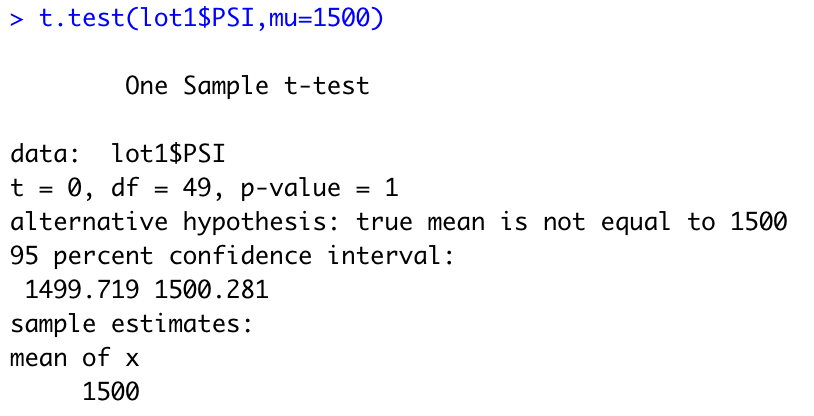 > t.test(lot1$PSI,mu=1500)
One Sample t-test
data:  lot1$PSI
t = 0, df = 49, p-value = 1
alternative hypothesis: true mean is not equal to 1500
95 percent confidence interval:
1499.719 1500.281
sample estimates:
mean of x
1500